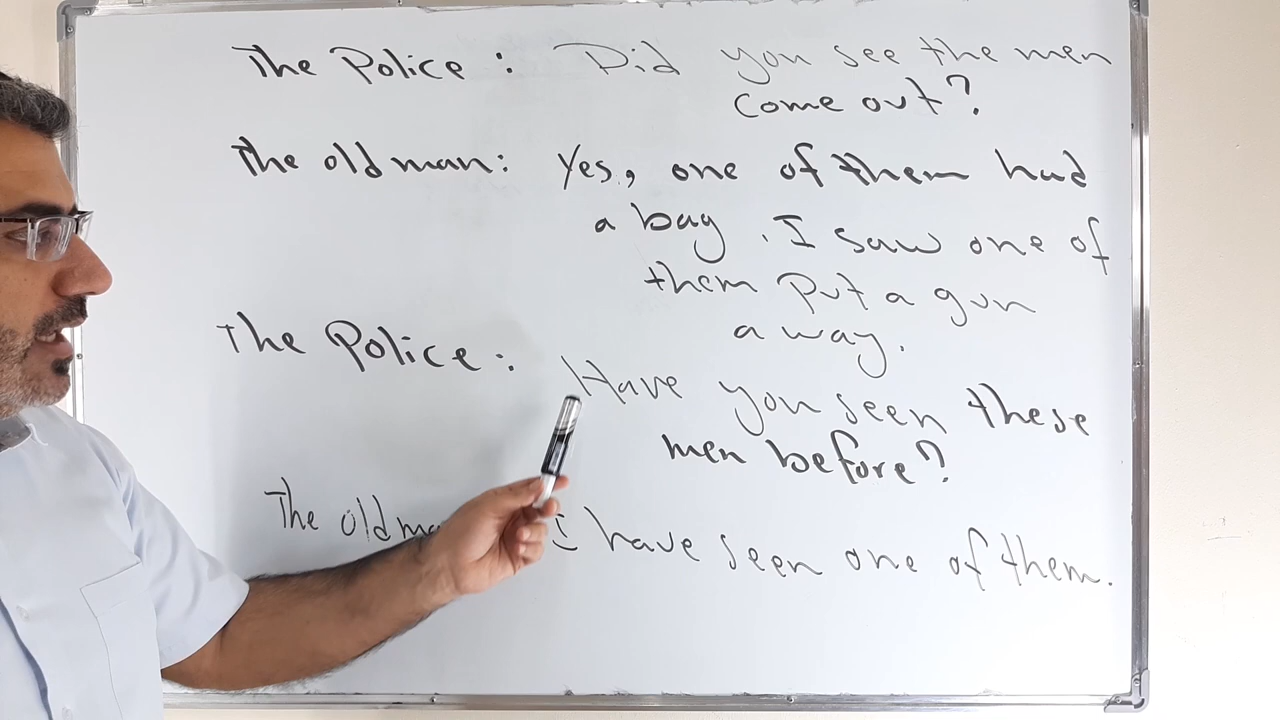 The Police : Did you see the men
come out?
The old man: Yes, one of them had
a bag. I saw one of
them put a gun
away.
The Police: Have you seen these
men before?
The old ma I have seen one of them.